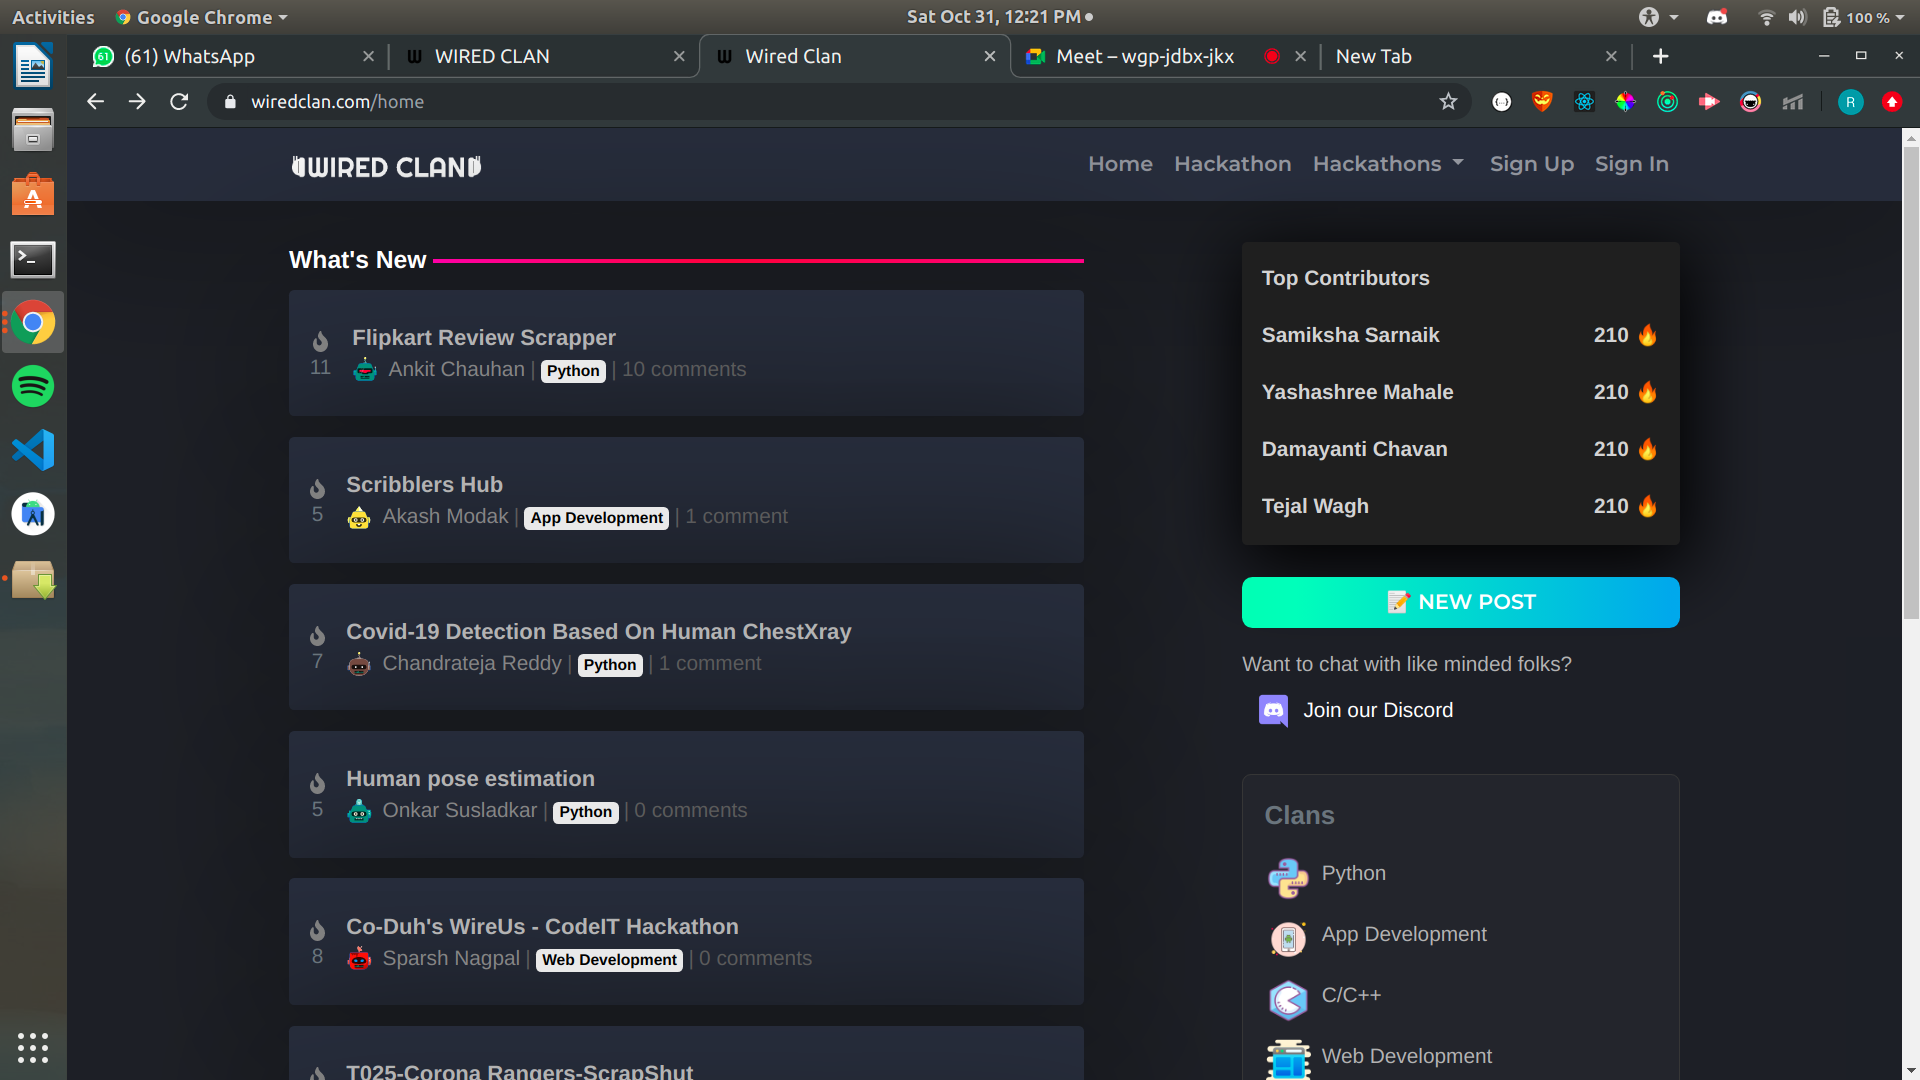 Activities
Google Chrome
Sat Oct 31, 12:21 PM
100 %
(61) WhatsApp
WIRED CLAN
Wired Clan
Meet – wgp-jdbx-jkx
New Tab
wiredclan.com/home
R
WIRED CLAN
Home
Hackathon
Hackathons
Sign Up
Sign In
What's New
Flipkart Review Scrapper
11
Ankit Chauhan | Python | 10 comments
Scribblers Hub
5
Akash Modak | App Development | 1 comment
Covid-19 Detection Based On Human ChestXray
7
Chandrateja Reddy | Python | 1 comment
Human pose estimation
5
Onkar Susladkar | Python | 0 comments
Co-Duh's WireUs - CodeIT Hackathon
8
Sparsh Nagpal | Web Development | 0 comments
T025-Corona Rangers-ScrapShut
Top Contributors
Samiksha Sarnaik 210
Yashashree Mahale 210
Damayanti Chavan 210
Tejal Wagh 210
NEW POST
Want to chat with like minded folks?
Join our Discord
Clans
Python
App Development
C/C++
Web Development